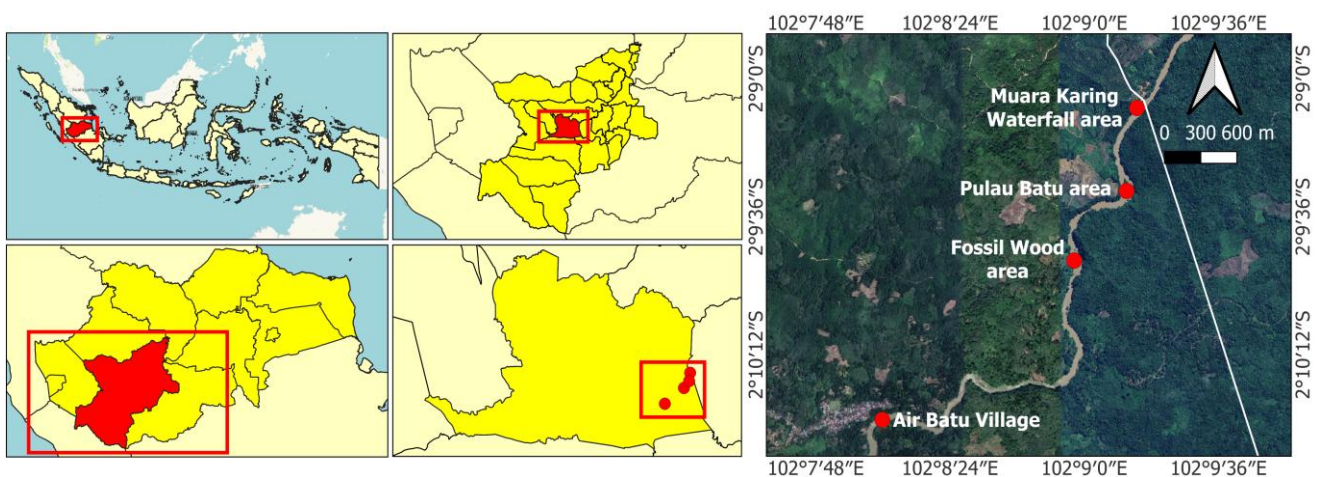 102°7′48″E 102°8′24″E 102°9′0″E 102°9′36″E
2°9′0″S
2°9′0″S
Muara Karing
Waterfall area
0 300 600 m
Pulau Batu area
2°9′36″S
2°9′36″S
Fossil Wood
area
2°10′12″S
2°10′12″S
Air Batu Village
102°7′48″E 102°8′24″E 102°9′0″E 102°9′36″E